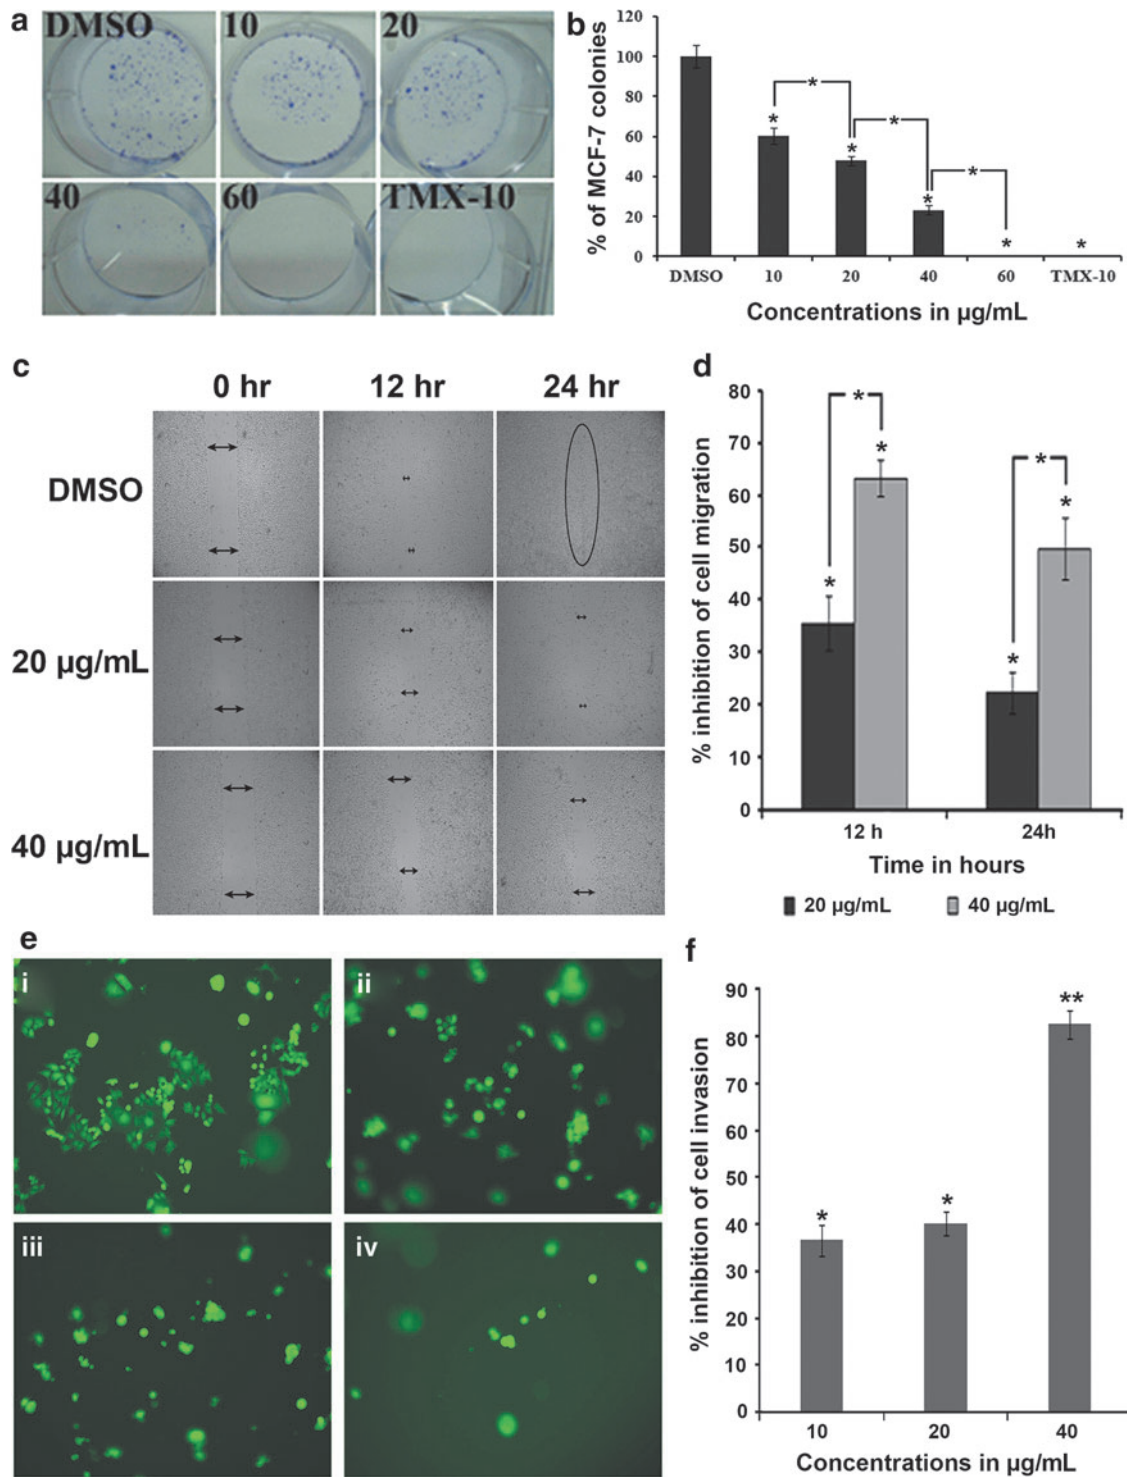 a
DMSO 10 20
40 60 TMX-10
b
% of MCF-7 colonies
120
100
80
60
40
20
0
* * * *
* * *
* *
DMSO 10 20 40 60 TMX-10
Concentrations in µg/mL
c
0 hr 12 hr 24 hr
DMSO
20 µg/mL
40 µg/mL
d
% inhibition of cell migration
80
70
60
50
40
30
20
10
0
* * * *
* *
12 h 24h
Time in hours
20 µg/mL 40 µg/mL
e
i ii
iii iv
f
% inhibition of cell invasion
90
80
70
60
50
40
30
20
10
0
* * **
10 20 40
Concentrations in µg/mL